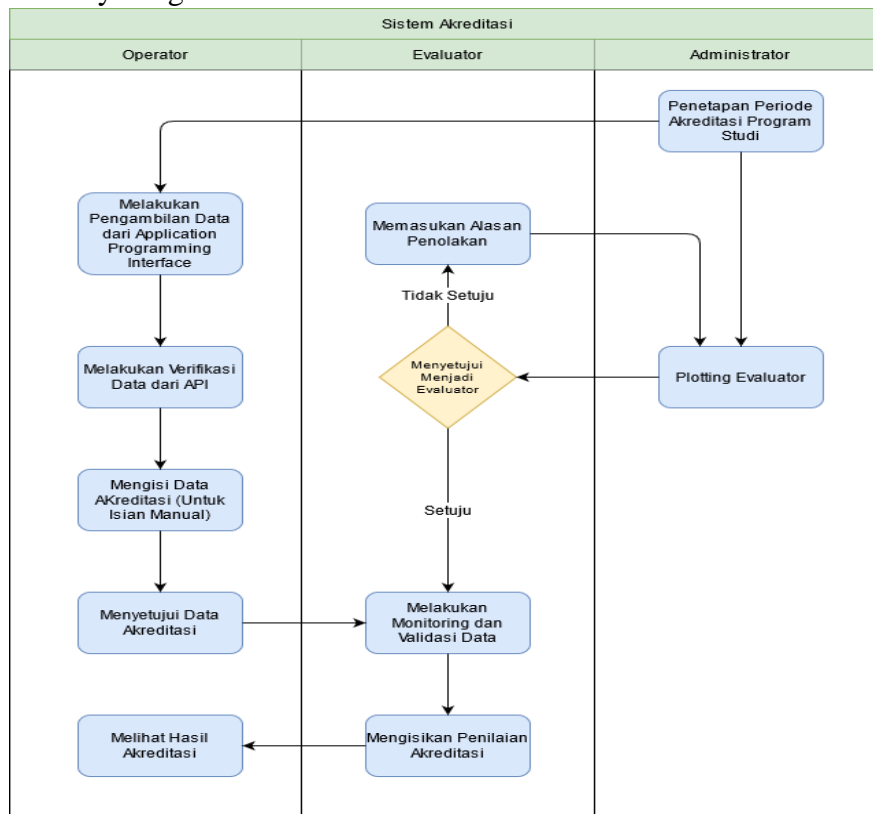 Sistem Akreditasi
Operator
Evaluator
Administrator
Penetapan Periode
Akreditasi Program
Studi
Melakukan
Pengambilan Data
dari Application
Programming
Interface
Memasukan Alasan
Penolakan
Tidak Setuju
Melakukan Verifikasi
Data dari API
Menyetujui
Menjadi
Evaluator
Plotting Evaluator
Mengisi Data
AKreditasi (Untuk
Isian Manual)
Setuju
Menyetujui Data
Akreditasi
Melakukan
Monitoring dan
Validasi Data
Melihat Hasil
Akreditasi
Mengisikan Penilaian
Akreditasi